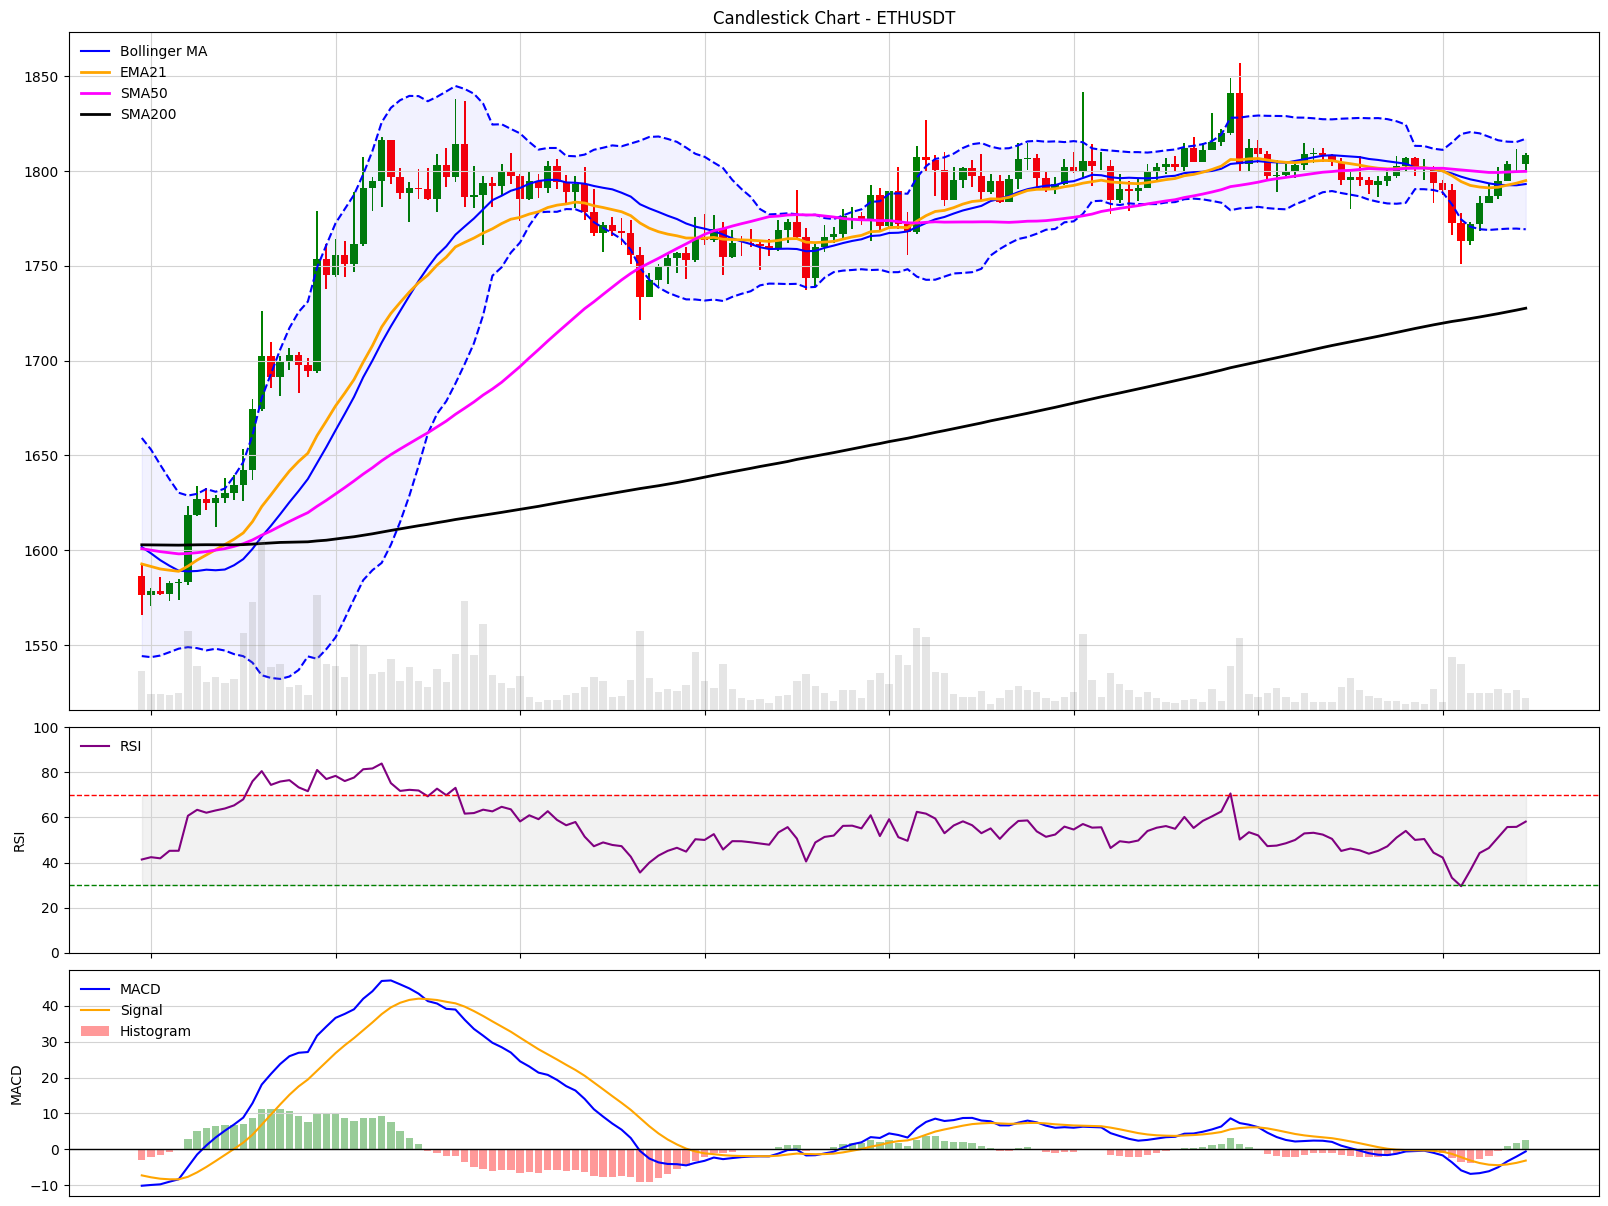 Candlestick Chart - ETHUSDT
Bollinger MA
EMA21
SMA50
SMA200
1850
1800
1750
1700
1650
1600
1550
RSI
100
80
60
40
20
0
RSI
MACD
Signal
Histogram
40
30
20
10
0
−10
MACD